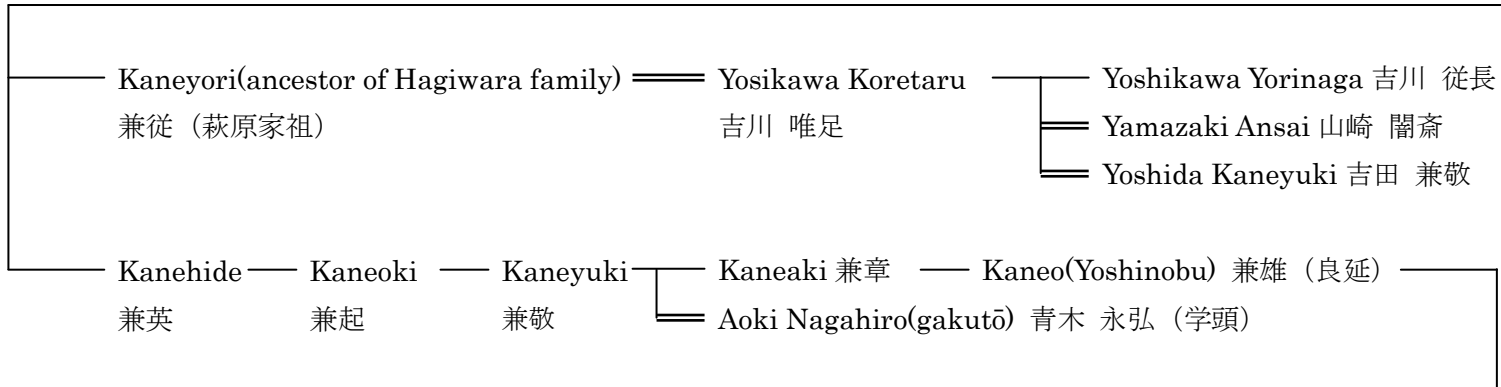 Kaneyori(ancestor of Hagiwara family) Yosikawa Koretaru Yoshikawa Yorinaga 吉川 従長
兼従（萩原家祖） 吉川 唯足 Yamazaki Ansai 山崎 闇斎
Yoshida Kaneyuki 吉田 兼敬
Kanehide Kaneoki Kaneyuki Kaneaki 兼章 Kaneo(Yoshinobu) 兼雄（良延）
兼英 兼起 兼敬 Aoki Nagahiro(gakutō) 青木 永弘（学頭）